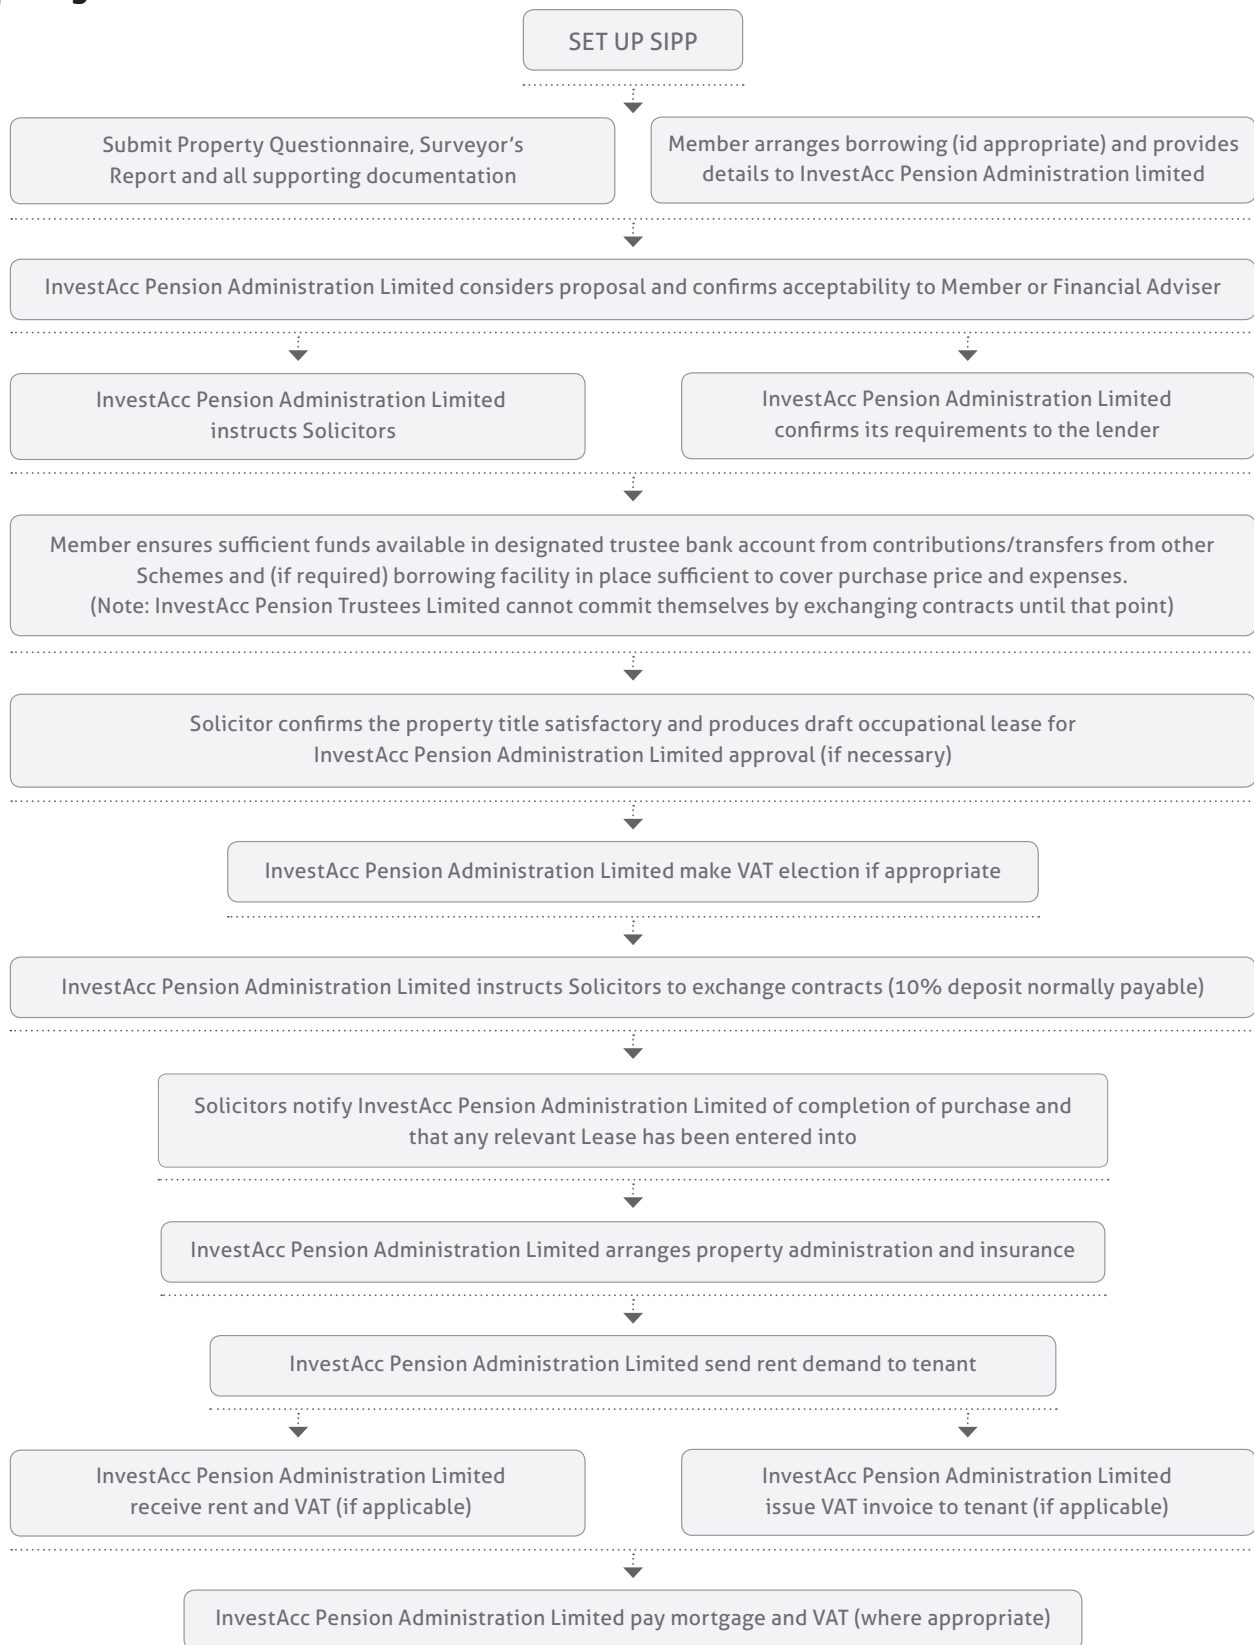 SET UP SIPP
Submit Property Questionnaire, Surveyor's
Report and all supporting documentation
Member arranges borrowing (id appropriate) and provides
details to InvestAcc Pension Administration limited
InvestAcc Pension Administration Limited considers proposal and confirms acceptability to Member or Financial Adviser
InvestAcc Pension Administration Limited
instructs Solicitors
InvestAcc Pension Administration Limited
confirms its requirements to the lender
Member ensures sufficient funds available in designated trustee bank account from contributions/transfers from other
Schemes and (if required) borrowing facility in place sufficient to cover purchase price and expenses.
(Note: InvestAcc Pension Trustees Limited cannot commit themselves by exchanging contracts until that point)
Solicitor confirms the property title satisfactory and produces draft occupational lease for
InvestAcc Pension Administration Limited approval (if necessary)
InvestAcc Pension Administration Limited make VAT election if appropriate
InvestAcc Pension Administration Limited instructs Solicitors to exchange contracts (10% deposit normally payable)
Solicitors notify InvestAcc Pension Administration Limited of completion of purchase and
that any relevant Lease has been entered into
InvestAcc Pension Administration Limited arranges property administration and insurance
InvestAcc Pension Administration Limited send rent demand to tenant
InvestAcc Pension Administration Limited
receive rent and VAT (if applicable)
InvestAcc Pension Administration Limited
issue VAT invoice to tenant (if applicable)
InvestAcc Pension Administration Limited pay mortgage and VAT (where appropriate)